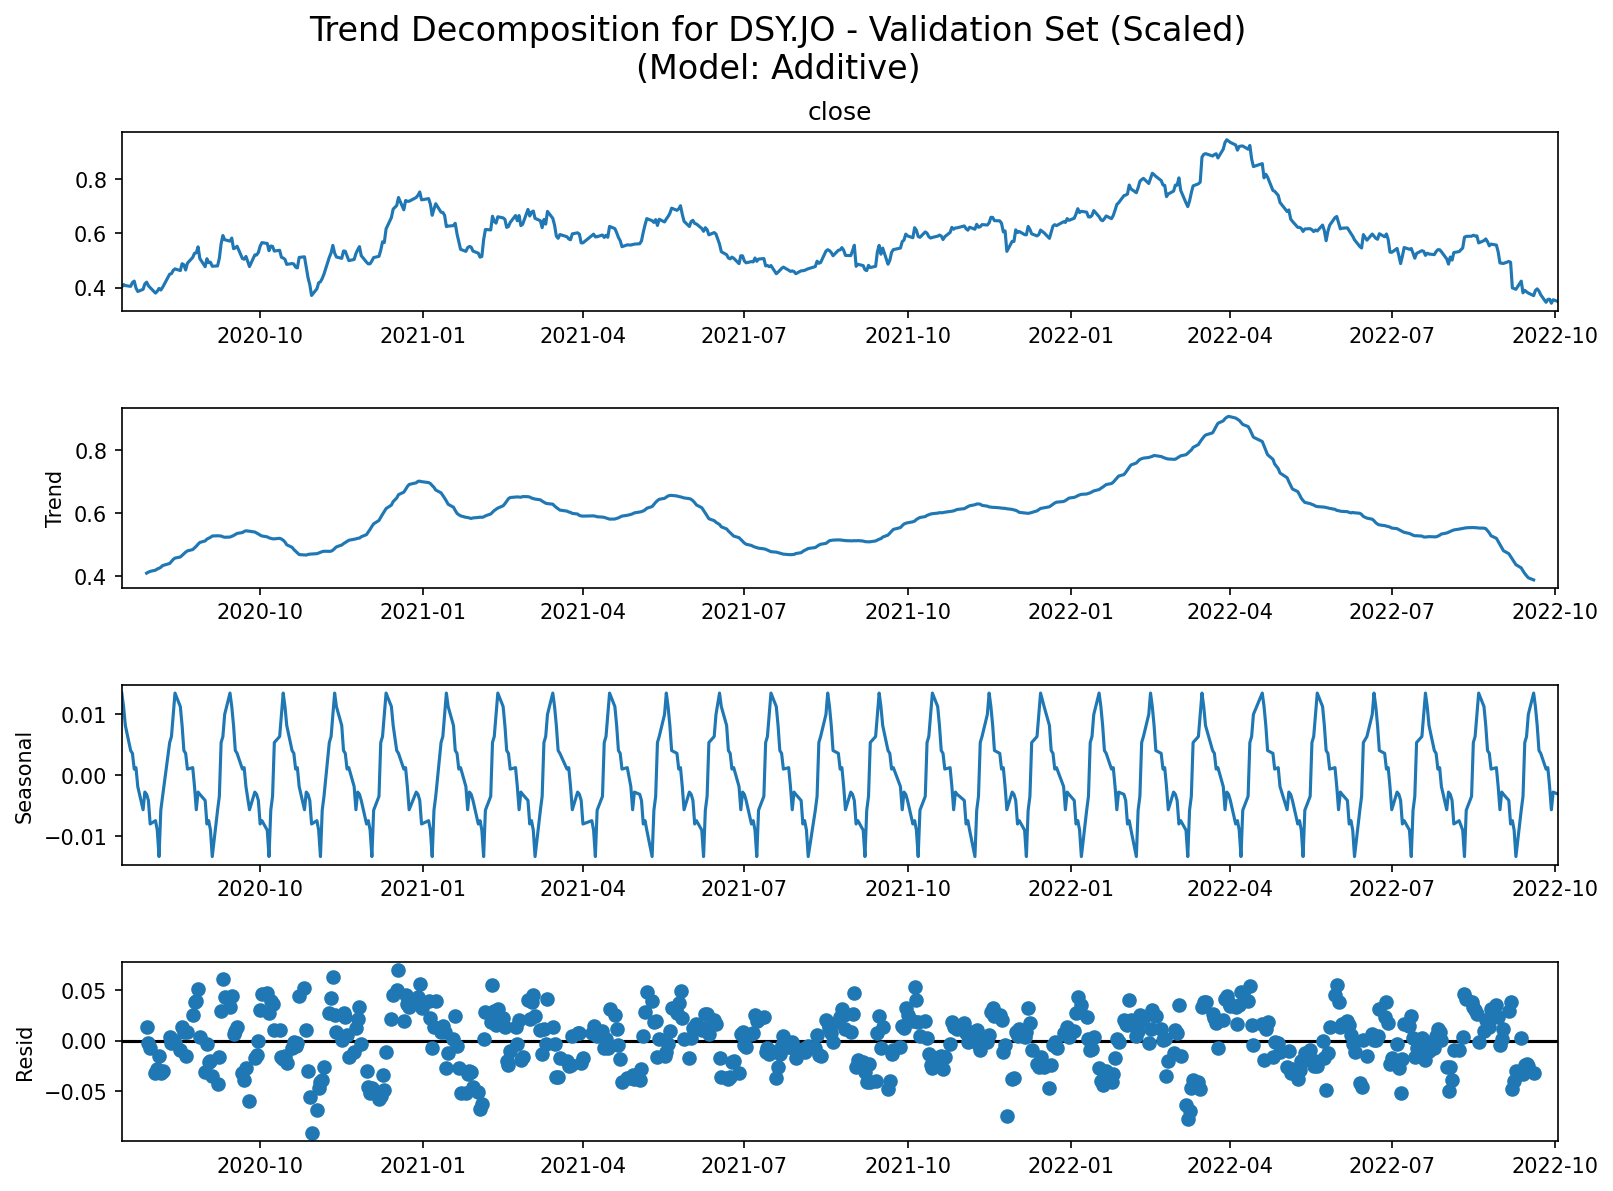 Trend Decomposition for DSY.JO - Validation Set (Scaled)
(Model: Additive)
close
0.8
0.6
0.4
2020-10 2021-01 2021-04 2021-07 2021-10 2022-01 2022-04 2022-07 2022-10
Trend
0.8
0.6
0.4
2020-10 2021-01 2021-04 2021-07 2021-10 2022-01 2022-04 2022-07 2022-10
Seasonal
0.01
0.00
−0.01
2020-10 2021-01 2021-04 2021-07 2021-10 2022-01 2022-04 2022-07 2022-10
Resid
0.05
0.00
−0.05
2020-10 2021-01 2021-04 2021-07 2021-10 2022-01 2022-04 2022-07 2022-10